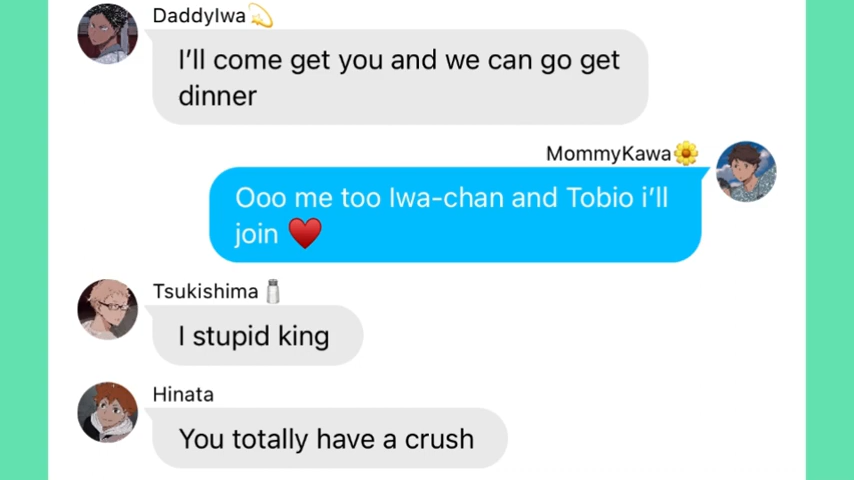 DaddyIwa💫
I'll come get you and we can go get
dinner
MommyKawa🌼
Ooo me too Iwa-chan and Tobio i'll
join ♥️
Tsukishima🧂
I stupid king
Hinata
You totally have a crush